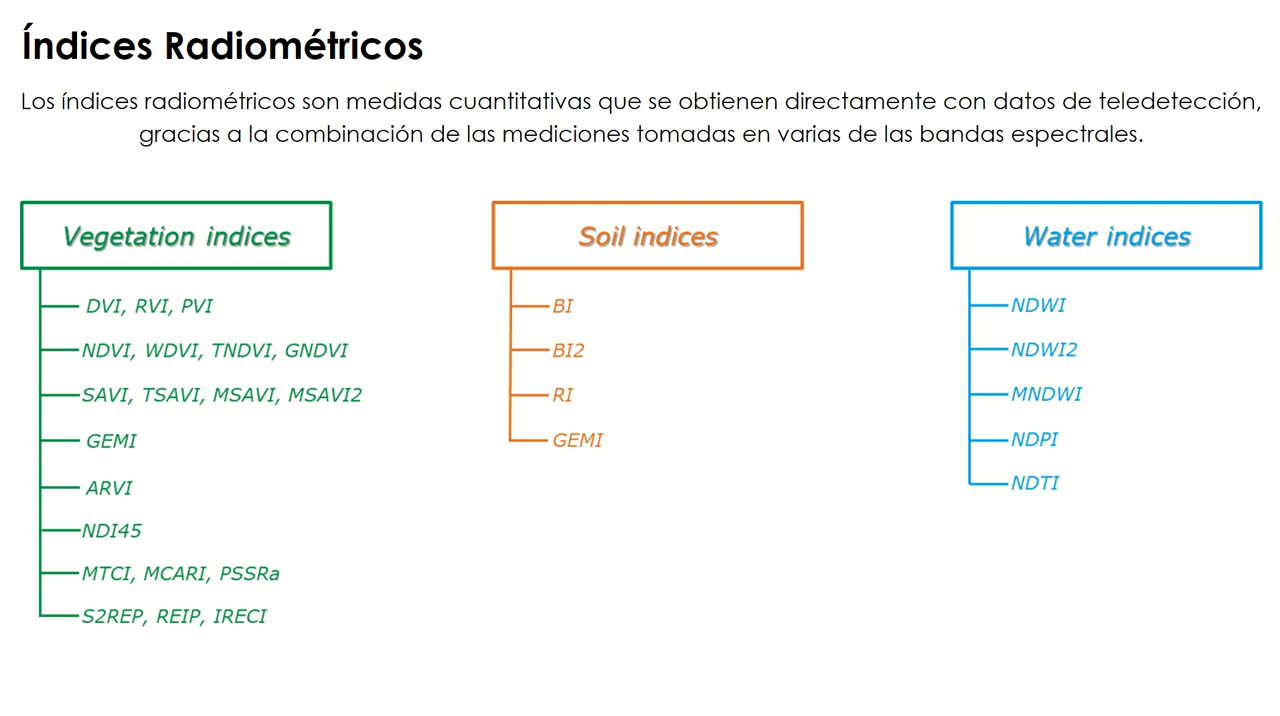 Índices Radiométricos
Los índices radiométricos son medidas cuantitativas que se obtienen directamente con datos de teledetección,
gracias a la combinación de las mediciones tomadas en varias de las bandas espectrales.
Vegetation indices
DVI, RVI, PVI
NDVI, WDVI, TNDVI, GNDVI
SAVI, TSAVI, MSAVI, MSAVI2
GEMI
ARVI
NDI45
MTCI, MCARI, PSSRa
S2REP, REIP, IRECI
Soil indices
BI
BI2
RI
GEMI
Water indices
NDWI
NDWI2
MNDWI
NDPI
NDTI